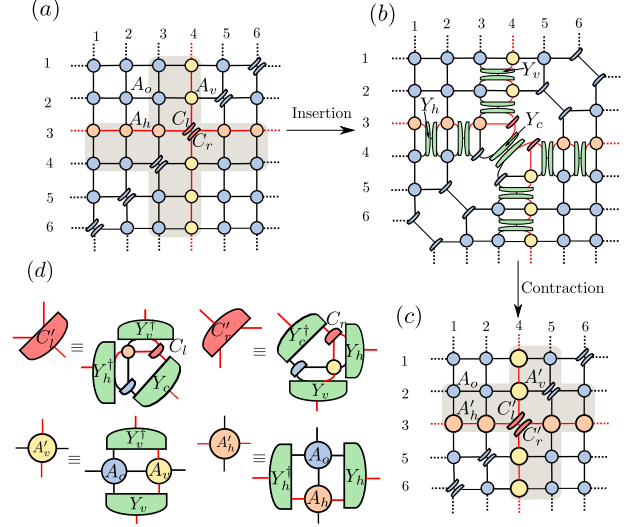 (a)
1 2 3 4 5 6
1
2
3
4
5
6
A_o A_v
A_h C_l
C_r
Insertion
(b)
1 2 3 4 5 6
1
2
3
4
5
6
Y_v
Y_h Y_c
Contraction
(c)
1 2 4 5 6
1
2
3
5
6
A_o A'_v
A'_h C'_l
C'_r
(d)
C'_l ≡ Y_v^† C_l
Y_h^† Y_c
C'_r ≡ Y_c^† C_r
Y_h
Y_v
A'_v ≡ Y_v^†
A_o A_v
Y_v
A'_h ≡ Y_h^† A_o Y_h
A_h